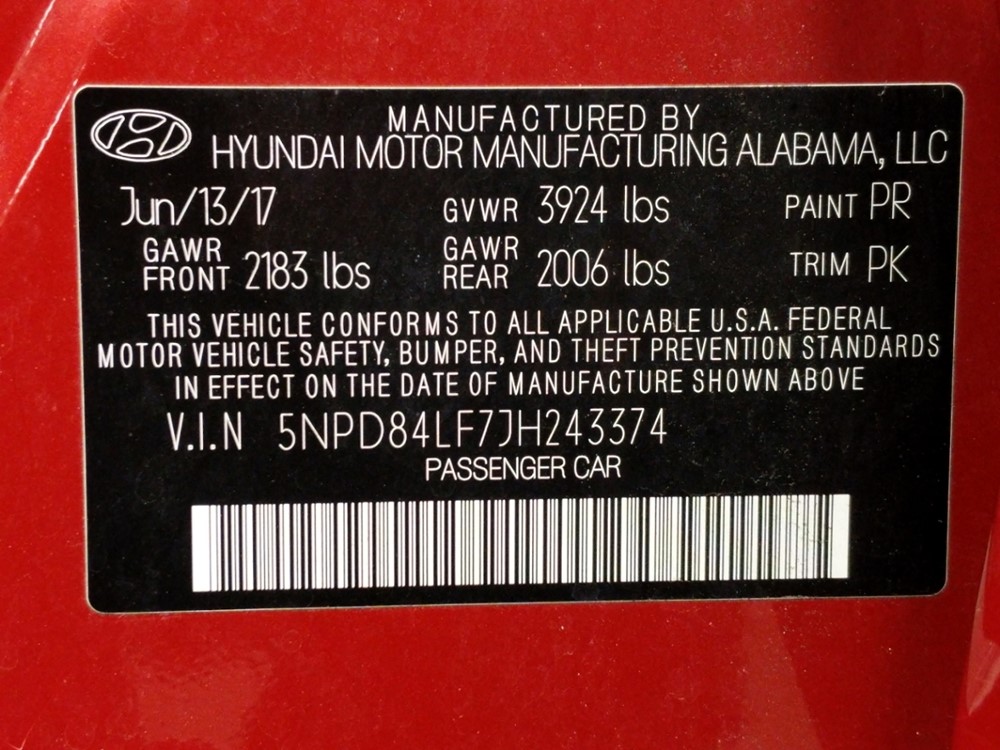 MANUFACTURED BY
HYUNDAI MOTOR MANUFACTURING ALABAMA, LLC
Jun/13/17 GVWR 3924 lbs PAINT PR
GAWR FRONT 2183 lbs GAWR REAR 2006 lbs TRIM PK
THIS VEHICLE CONFORMS TO ALL APPLICABLE U.S.A. FEDERAL
MOTOR VEHICLE SAFETY, BUMPER, AND THEFT PREVENTION STANDARDS
IN EFFECT ON THE DATE OF MANUFACTURE SHOWN ABOVE
V.I.N 5NPD84LF7JH243374
PASSENGER CAR